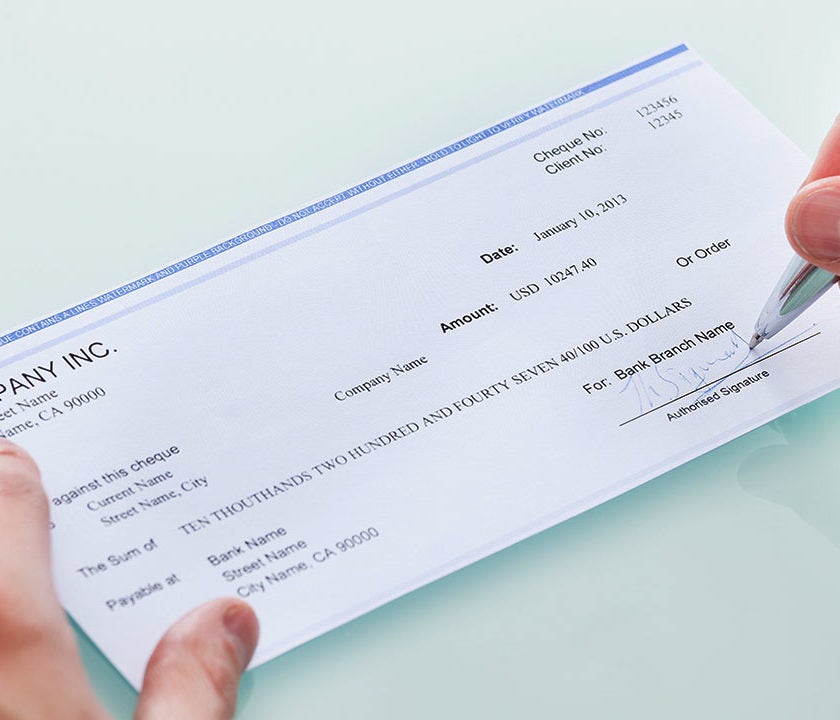 QUE CONTAINS A LINES WATERMARK AND PURPLE BACKGROUND - DO NOT ACCEPT WITHOUT EITHER - HOLD TO LIGHT TO VERIFY WATERMARK
Cheque No: 123456
Client No: 12345
Date: January 10, 2013
Amount: USD 10247.40
PANY INC.
eet Name
Name, CA 90000
Company Name
Or Order
against this cheque
Current Name
Street Name, City
The Sum of TEN THOUTHANDS TWO HUNDRED AND FOURTY SEVEN 40/100 U.S. DOLLARS
Payable at Bank Name
Street Name
City Name, CA 90000
For: Bank Branch Name
Authorised Signature